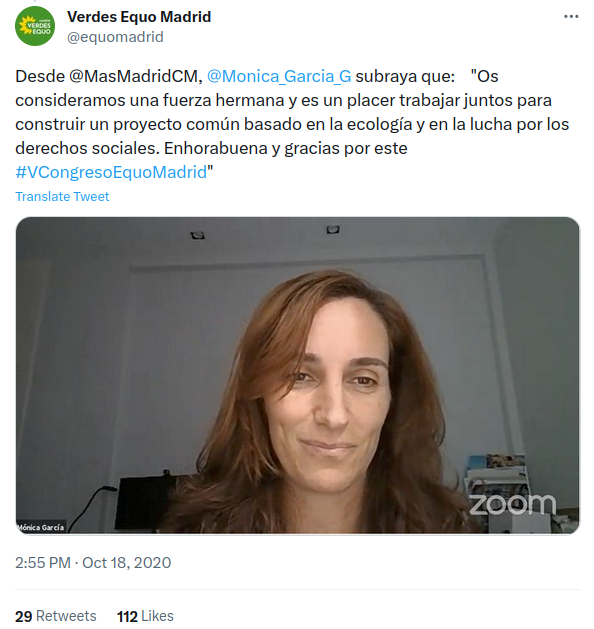 Verdes Equo Madrid
@equomadrid
Desde @MasMadridCM, @Monica_Garcia_G subraya que: "Os
consideramos una fuerza hermana y es un placer trabajar juntos para
construir un proyecto común basado en la ecología y en la lucha por los
derechos sociales. Enhorabuena y gracias por este
#VCongresoEquoMadrid"
Translate Tweet
zoom
Mónica García
2:55 PM · Oct 18, 2020
29 Retweets 112 Likes